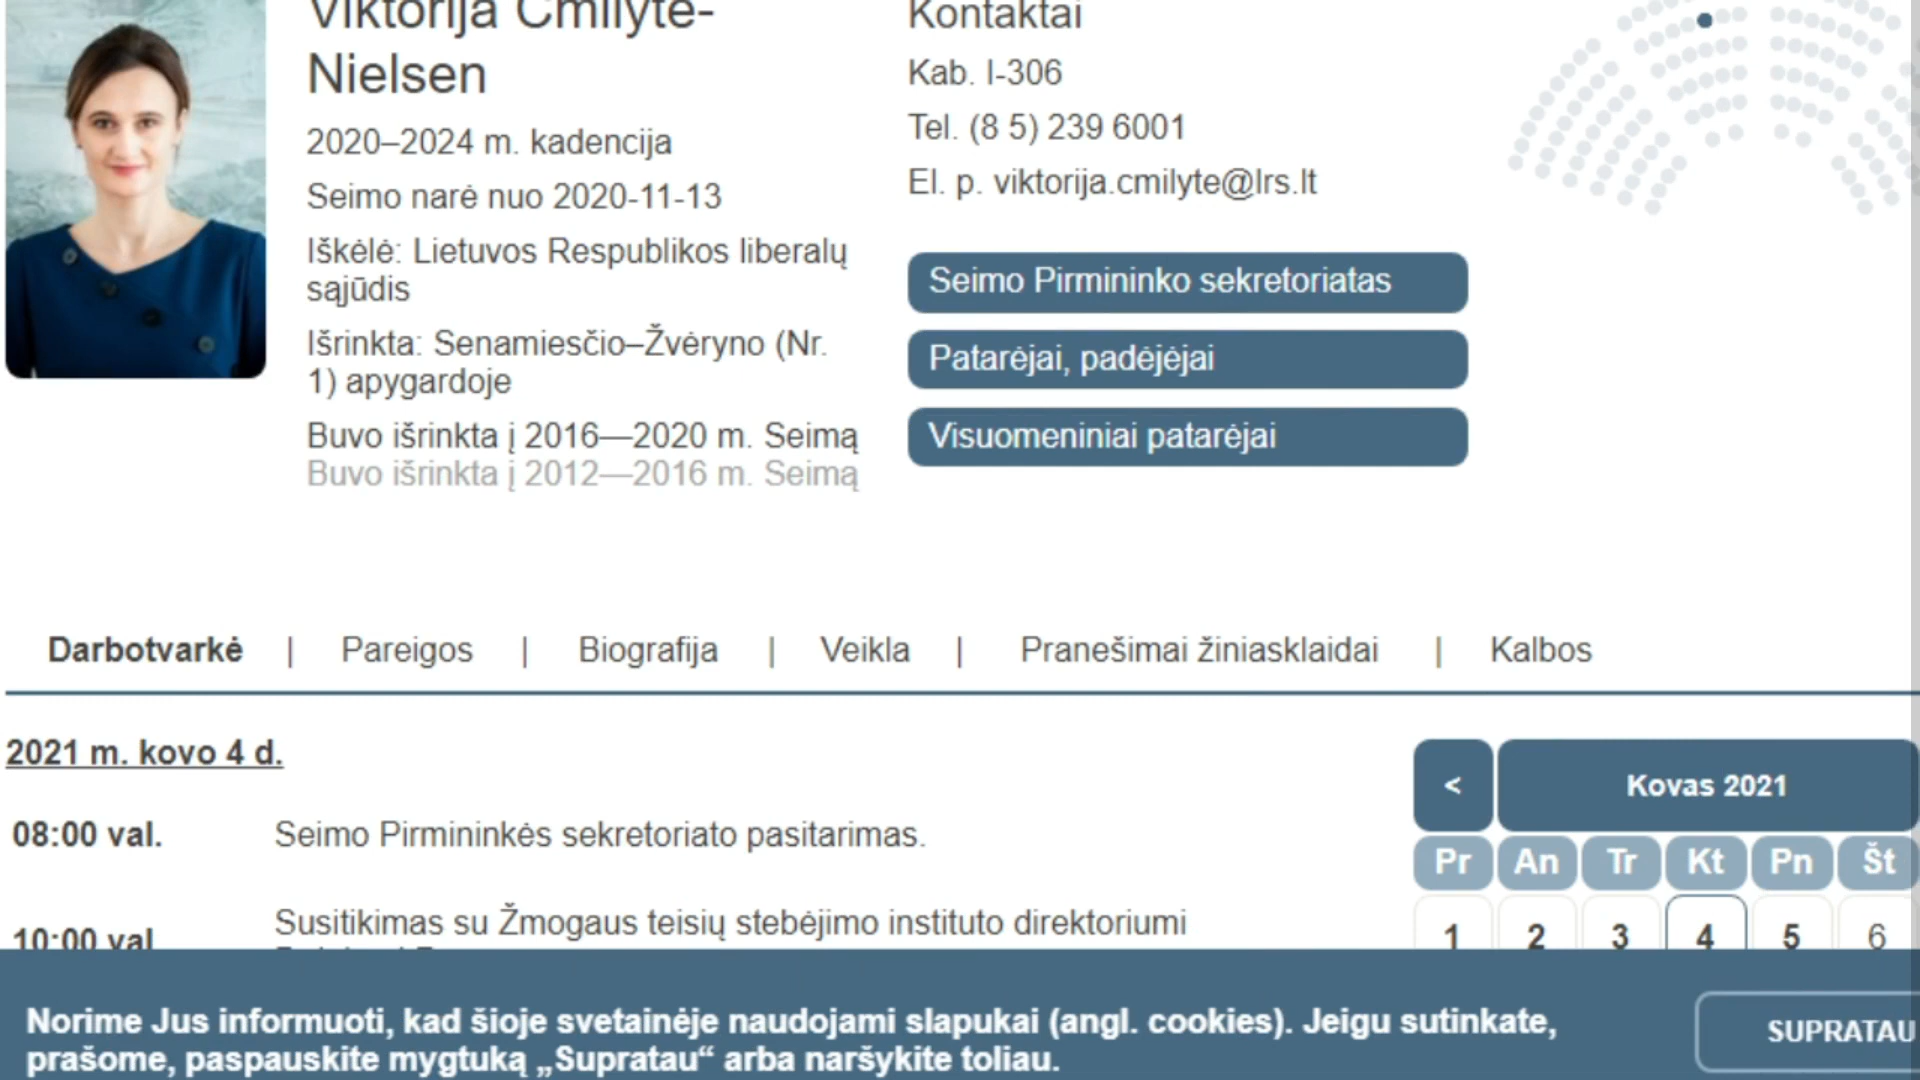 Viktorija Čmilytė-
Nielsen
2020–2024 m. kadencija
Seimo narė nuo 2020-11-13
Iškėlė: Lietuvos Respublikos liberalų
sąjūdis
Išrinkta: Senamiesčio–Žvėryno (Nr.
1) apygardoje
Buvo išrinkta į 2016—2020 m. Seimą
Buvo išrinkta į 2012—2016 m. Seimą
Kontaktai
Kab. I-306
Tel. (8 5) 239 6001
El. p. viktorija.cmilyte@lrs.lt
Seimo Pirmininko sekretoriatas
Patarėjai, padėjėjai
Visuomeniniai patarėjai
Darbotvarkė | Pareigos | Biografija | Veikla | Pranešimai žiniasklaidai | Kalbos
2021 m. kovo 4 d.
08:00 val. Seimo Pirmininkės sekretoriato pasitarimas.
10:00 val. Susitikimas su Žmogaus teisių stebėjimo instituto direktoriumi
< Kovas 2021
Pr An Tr Kt Pn Št
1 2 3 4 5 6
Norime Jus informuoti, kad šioje svetainėje naudojami slapukai (angl. cookies). Jeigu sutinkate,
prašome, paspauskite mygtuką „Supratau“ arba naršykite toliau.
SUPRATAU